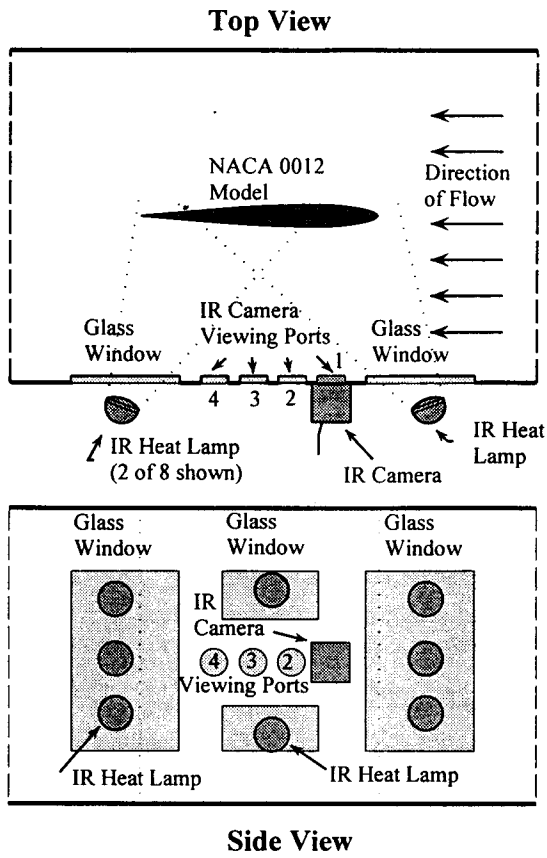 Top View
NACA 0012
Model
Direction
of Flow
IR Camera
Viewing Ports
Glass
Window
Glass
Window
1
4
3
2
IR Heat Lamp
(2 of 8 shown)
IR Camera
IR Heat
Lamp
Glass
Window
Glass
Window
Glass
Window
IR
Camera
4
3
2
Viewing Ports
IR Heat Lamp
IR Heat Lamp
Side View